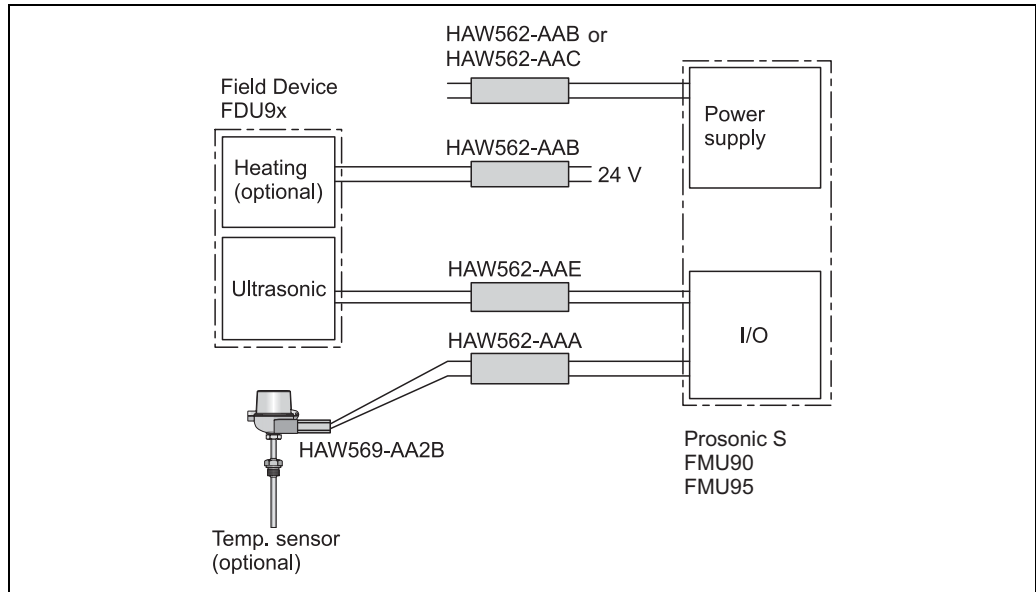 HAW562-AAB or
HAW562-AAC
Field Device
FDU9x
Power
supply
HAW562-AAB
Heating
(optional)
24 V
HAW562-AAE
Ultrasonic
I/O
HAW562-AAA
HAW569-AA2B
Prosonic S
FMU90
FMU95
Temp. sensor
(optional)